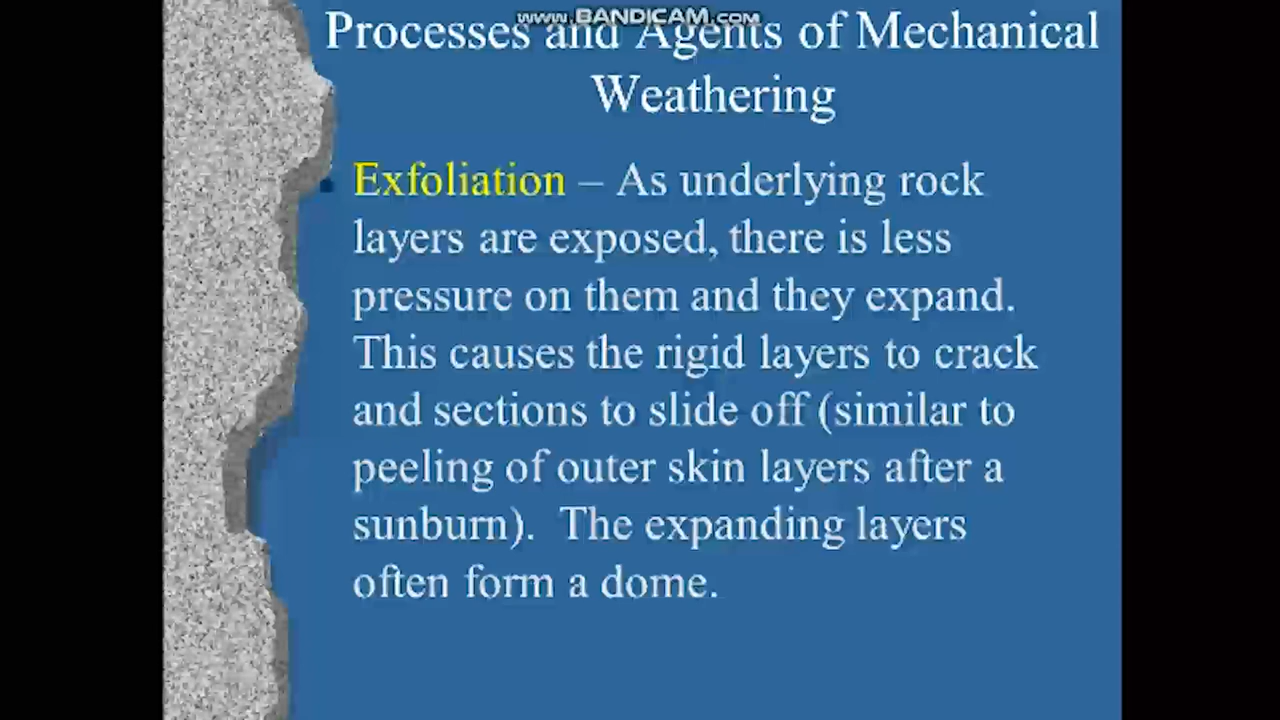 www.BANDICAM.com
Processes and Agents of Mechanical
Weathering
Exfoliation – As underlying rock
layers are exposed, there is less
pressure on them and they expand.
This causes the rigid layers to crack
and sections to slide off (similar to
peeling of outer skin layers after a
sunburn).  The expanding layers
often form a dome.